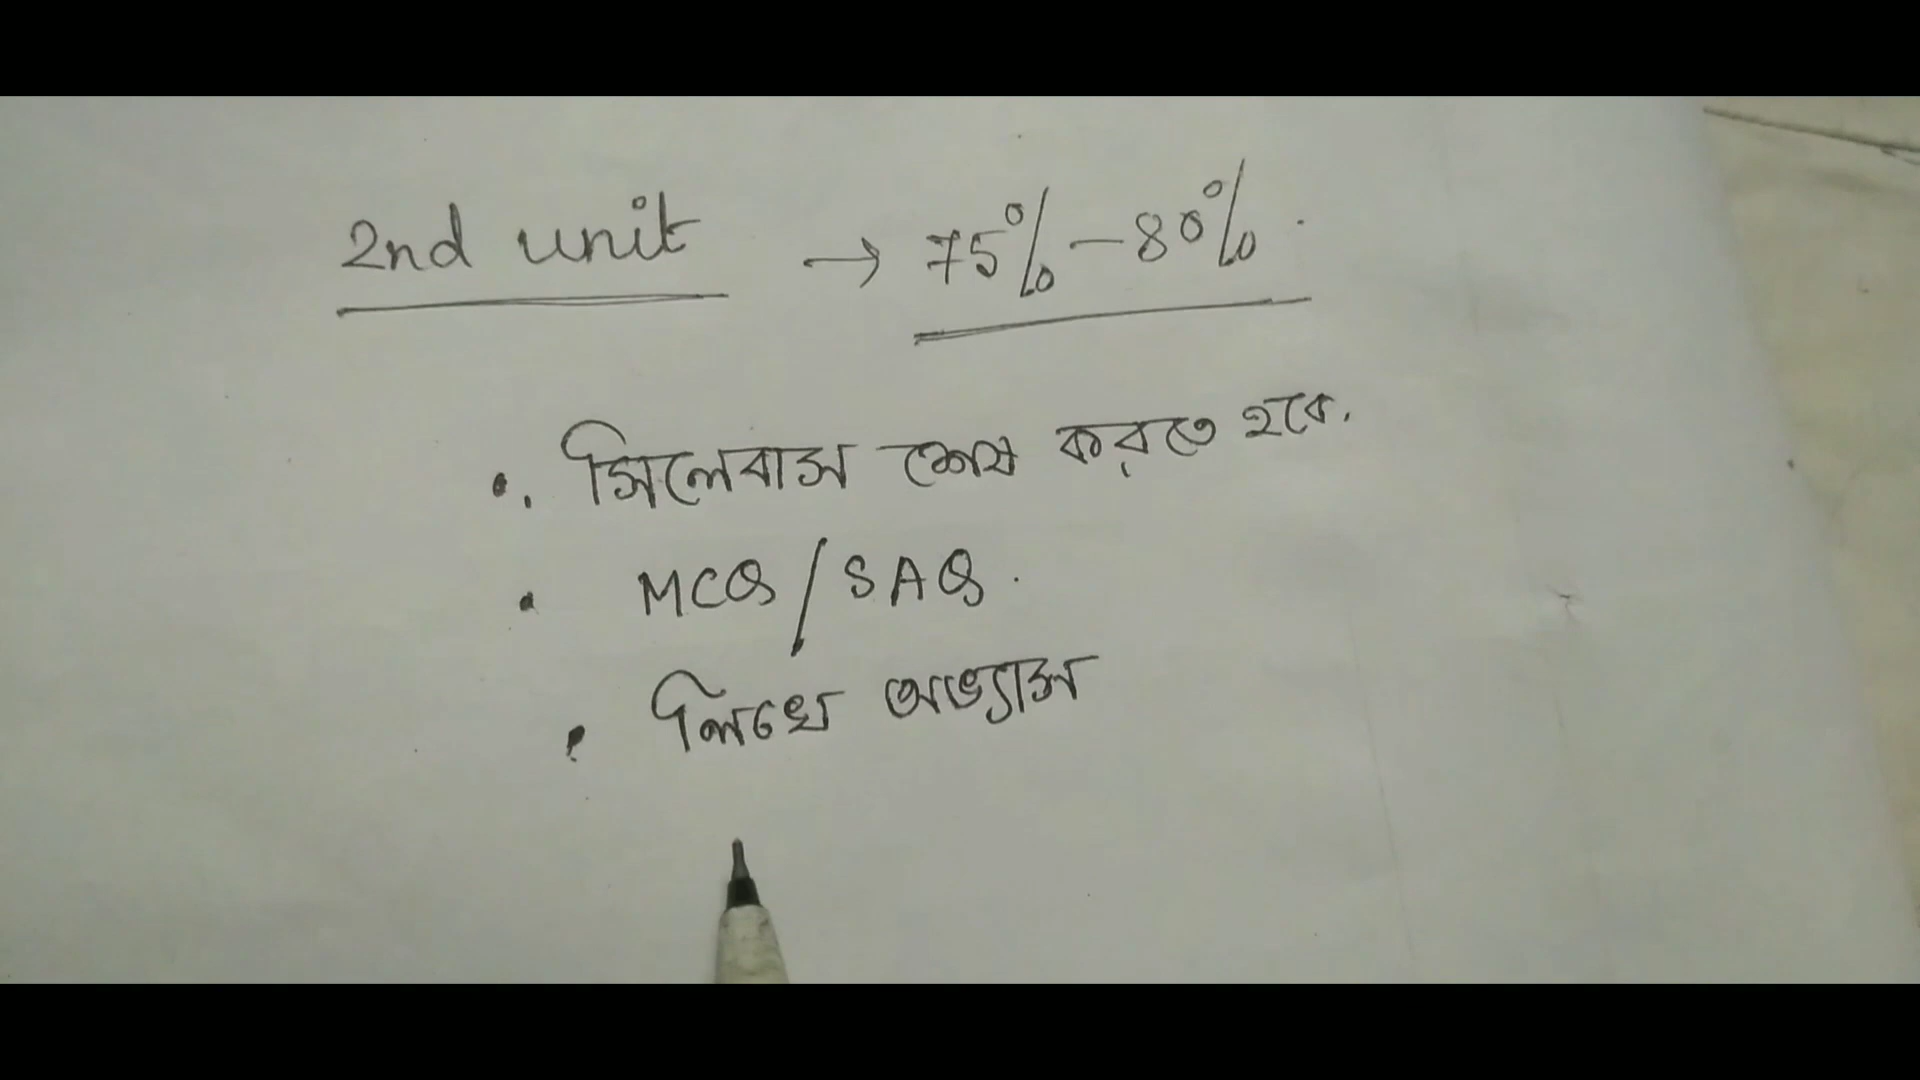 2nd unit → 75% - 80%.
• সিলেবাস শেষ করতে হবে.
• MCQ / SAQ.
• লিখে অভ্যাস